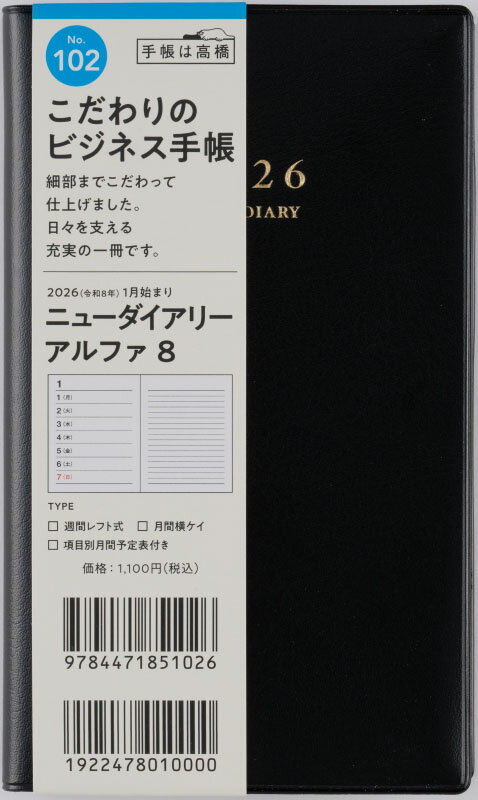 No.
102
手帳は高橋
こだわりの
ビジネス手帳
細部までこだわって
仕上げました。
日々を支える
充実の一冊です。
26
DIARY
2026（令和8年）1月始まり
ニューダイアリー
アルファ 8
1
1（月）
2（火）
3（水）
4（木）
5（金）
6（土）
7（日）
TYPE
□ 週間レフト式 □ 月間横ケイ
□ 項目別月間予定表付き
価格：1,100円（税込）
9784471851026
1922478010000